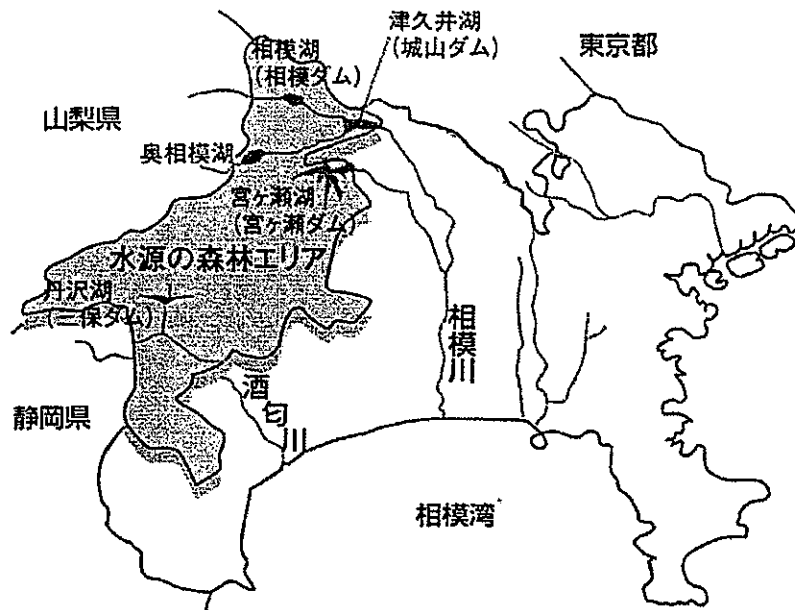 津久井湖
(城山ダム)
東京都
相模湖
(相模ダム)
山梨県
奥相模湖
宮ヶ瀬湖
(宮ヶ瀬ダム)
水源の森林エリア
丹沢湖
(三保ダム)
相模川
酒匂川
静岡県
相模湾